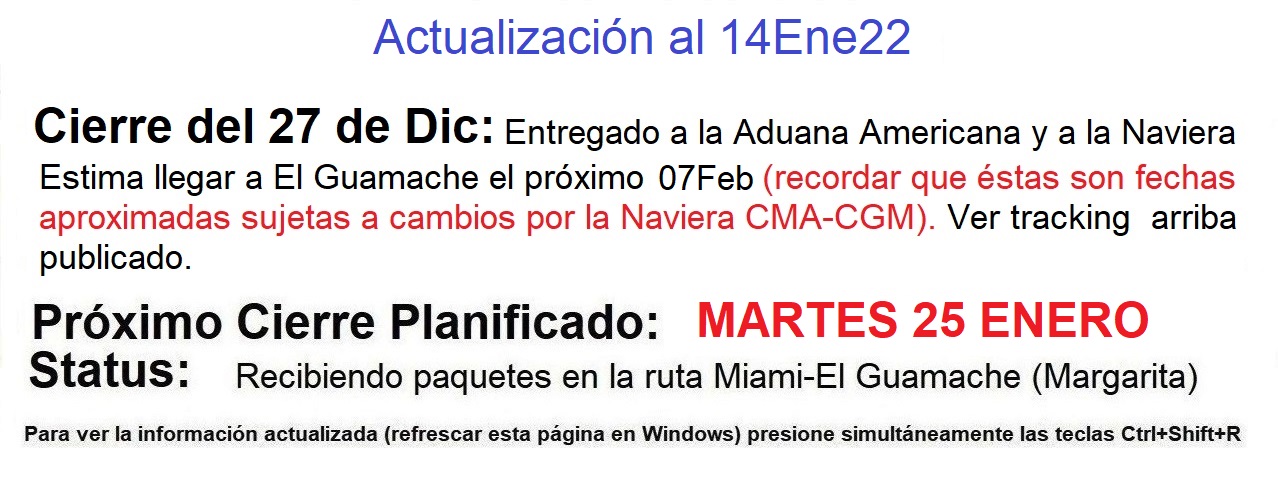 Actualización al 14Ene22
Cierre del 27 de Dic: Entregado a la Aduana Americana y a la Naviera
Estima llegar a El Guamache el próximo 07Feb (recordar que éstas son fechas
aproximadas sujetas a cambios por la Naviera CMA-CGM). Ver tracking arriba
publicado.
Próximo Cierre Planificado: MARTES 25 ENERO
Status: Recibiendo paquetes en la ruta Miami-El Guamache (Margarita)
Para ver la información actualizada (refrescar esta página en Windows) presione simultáneamente las teclas Ctrl+Shift+R